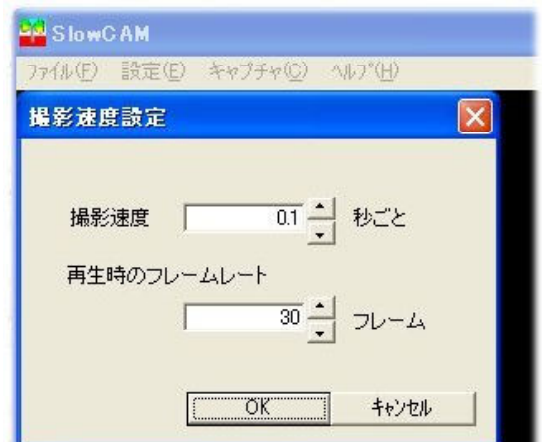 SlowCAM
ファイル(F) 設定(E) キャプチャ(C) ヘルプ(H)
撮影速度設定
撮影速度 0.1 秒ごと
再生時のフレームレート
30 フレーム
OK キャンセル